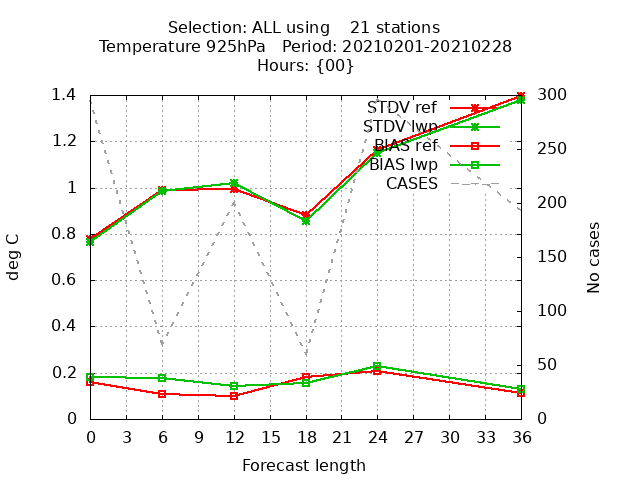 Selection: ALL using    21 stations
Temperature 925hPa   Period: 20210201-20210228
Hours: {00}
1.4
1.2
1
0.8
0.6
0.4
0.2
0
deg C
STDV ref
STDV lwp
BIAS ref
BIAS lwp
CASES
300
250
200
150
100
50
0
No cases
0 3 6 9 12 15 18 21 24 27 30 33 36
Forecast length